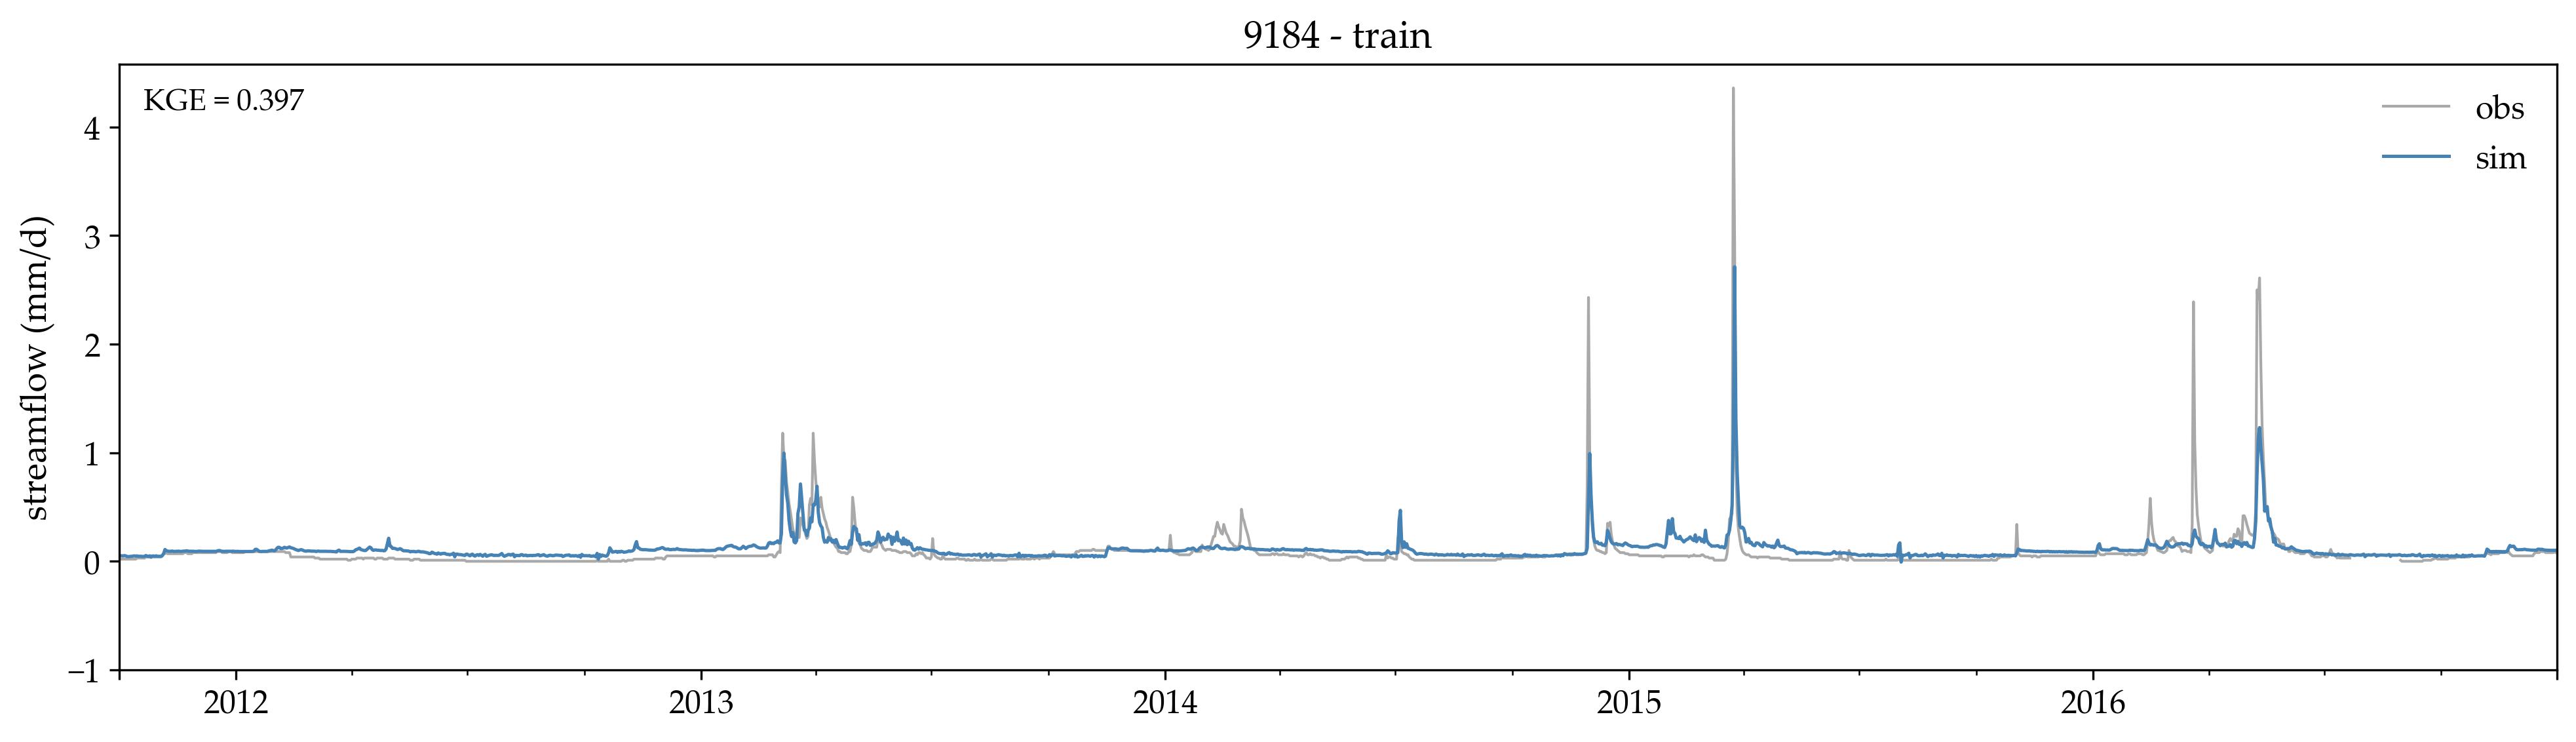 9184 - train
KGE = 0.397
obs
sim
streamflow (mm/d)
4
3
2
1
0
−1
2012
2013
2014
2015
2016